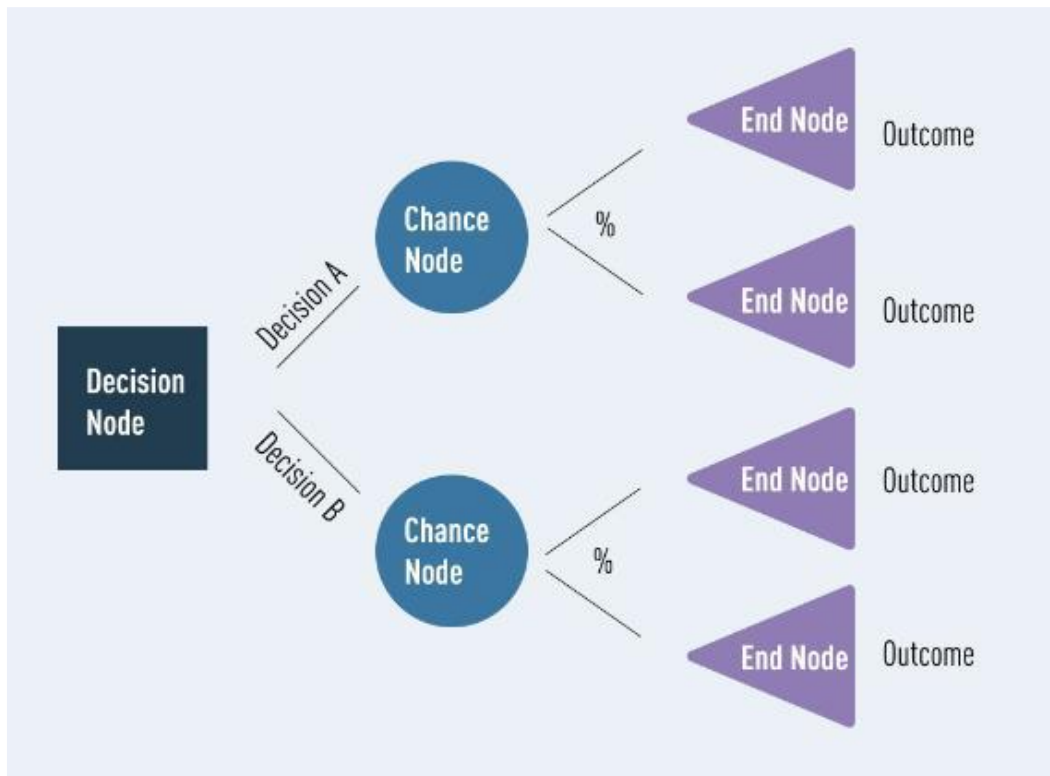 Decision
Node
Decision A
Decision B
Chance
Node
%
Chance
Node
%
End Node
Outcome
End Node
Outcome
End Node
Outcome
End Node
Outcome